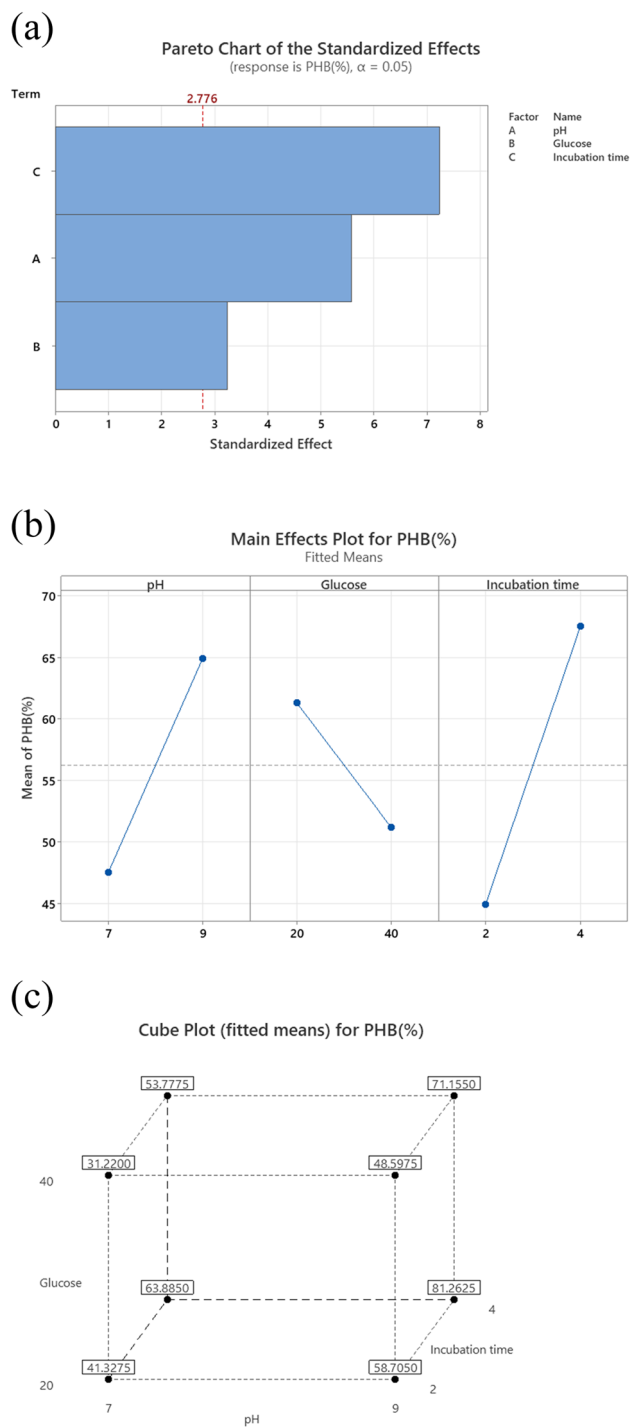 (a)
Pareto Chart of the Standardized Effects
(response is PHB(%), α = 0.05)
Term
2.776
Factor Name
A pH
B Glucose
C Incubation time
C
A
B
0 1 2 3 4 5 6 7 8
Standardized Effect
(b)
Main Effects Plot for PHB(%)
Fitted Means
pH Glucose Incubation time
70
65
60
55
50
45
Mean of PHB(%)
7 9 20 40 2 4
(c)
Cube Plot (fitted means) for PHB(%)
53.7775 71.1550
31.2200 48.5975
40
Glucose
63.8850 81.2625
4
Incubation time
41.3275 58.7050
20 2
7 9
pH